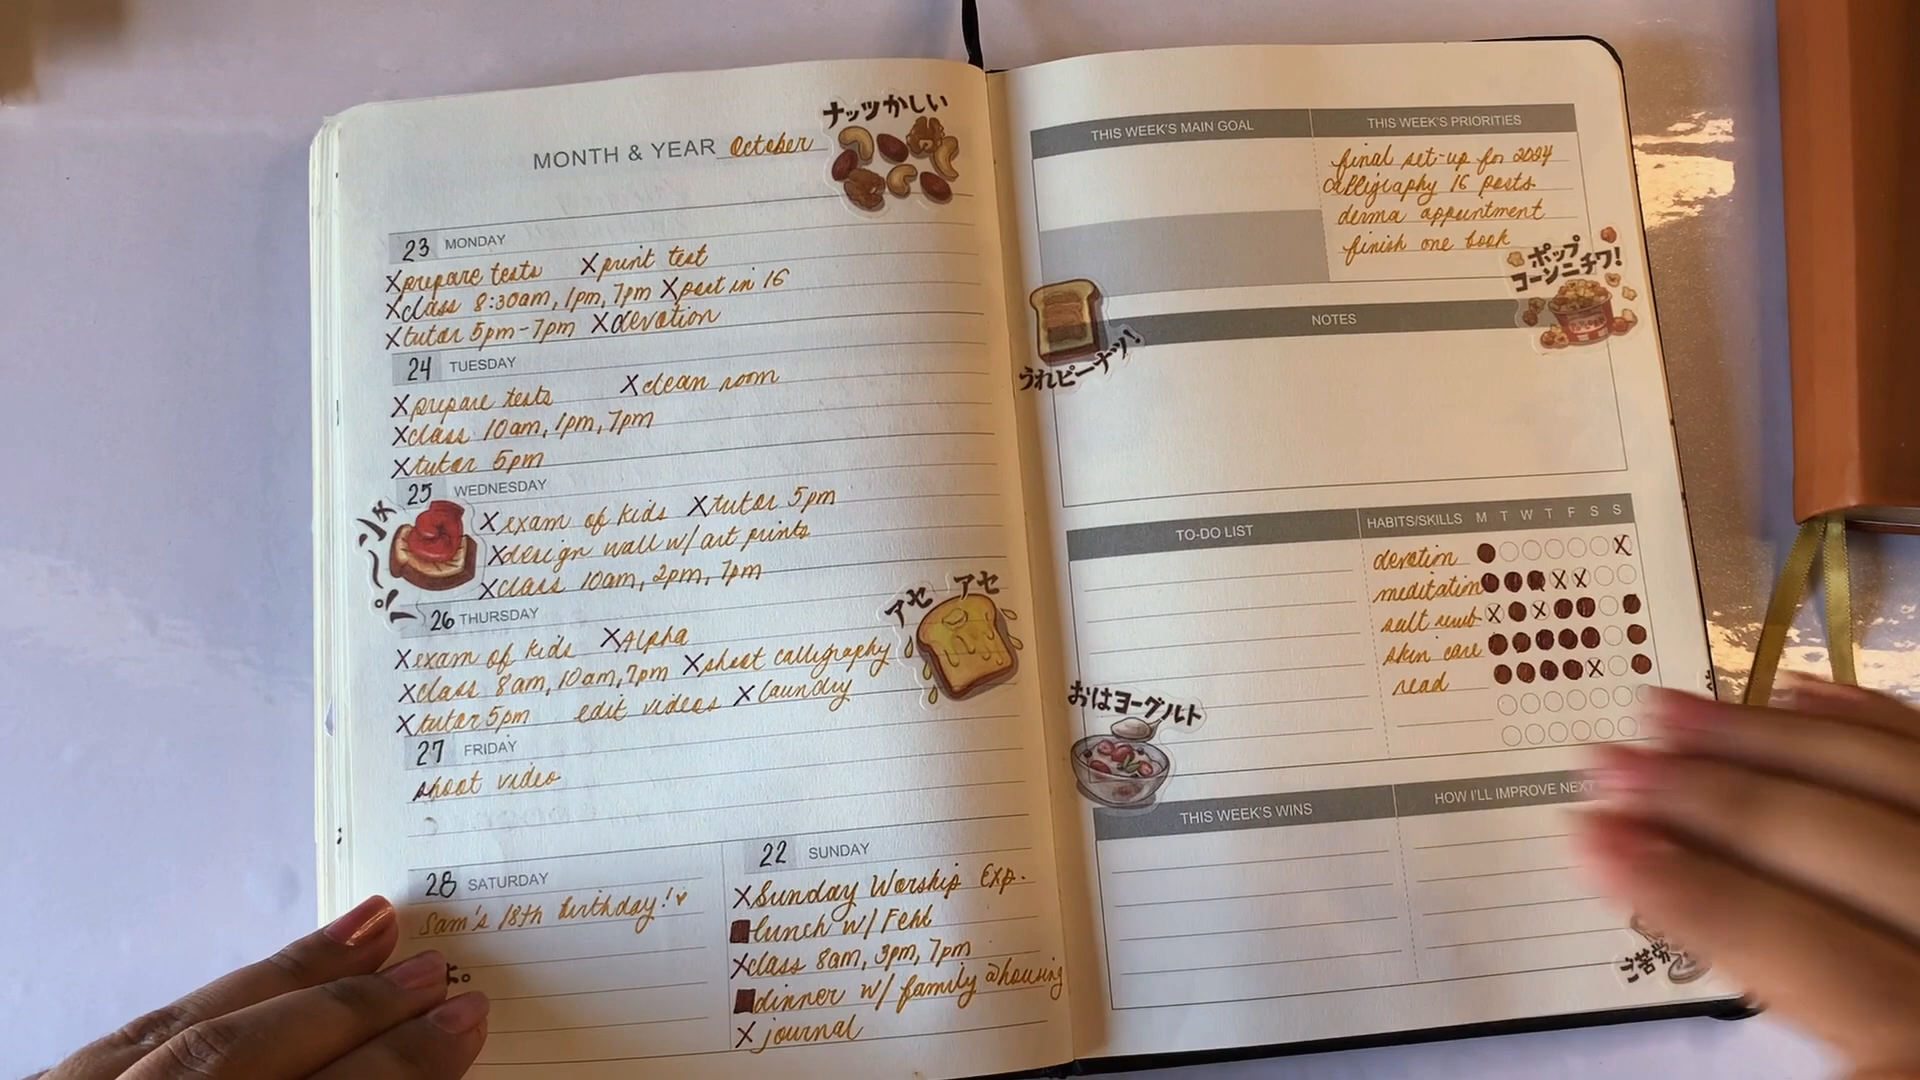 ナッツかしい
MONTH & YEAR October
23 MONDAY
X prepare tests X print test
X class 8:30am, 1pm, 7pm X post in 16
X tutor 5pm-7pm X devotion
24 TUESDAY
X prepare tests X clean room
X class 10am, 1pm, 7pm
X tutor 5pm
25 WEDNESDAY
X exam of kids X tutor 5pm
X design wall w/ art prints
X class 10am, 2pm, 7pm
アセ アセ
26 THURSDAY
X exam of kids X Alpha
X class 8am, 10am, 7pm X shoot calligraphy
X tutor 5pm edit videos X laundry
27 FRIDAY
shoot video
28 SATURDAY
Sam's 18th birthday!
よ。
22 SUNDAY
X Sunday Worship Exp.
lunch w/
X class 8am, 3pm, 7pm
dinner w/ family @housing
X journal
THIS WEEK'S MAIN GOAL
THIS WEEK'S PRIORITIES
final set-up for 2024
calligraphy 16 posts
derma appointment
finish one book
ポップ
コーンニチワ!
うれピーナツ!
NOTES
TO-DO LIST
HABITS/SKILLS M T W T F S S
devotion X
meditation X X
salt X X
skin care
read X
おはヨーグルト
THIS WEEK'S WINS
HOW I'LL IMPROVE NEXT
ご苦労